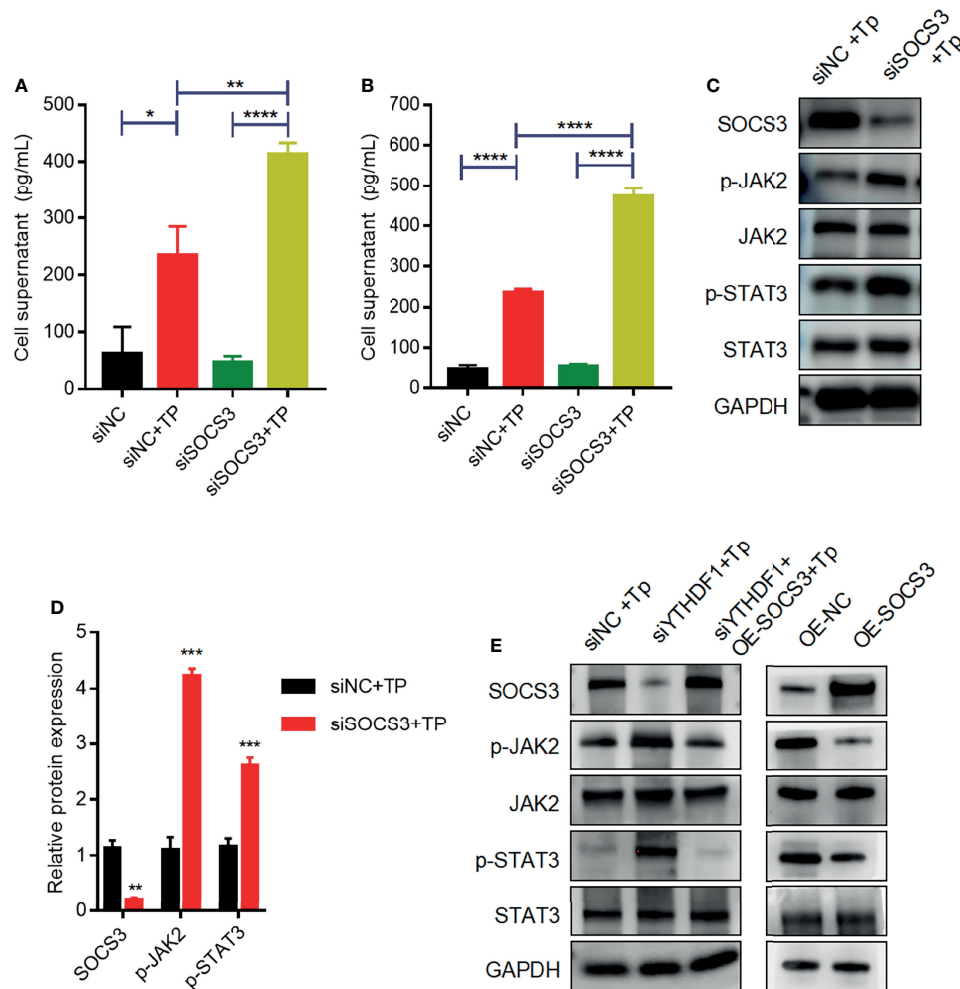 A
Cell supernatant (pg/mL)
500
400
300
200
100
0
*
**
****
siNC
siNC+TP
siSOCS3
siSOCS3+TP
B
Cell supernatant (pg/mL)
700
600
500
400
300
200
100
0
****
****
****
siNC
siNC+TP
siSOCS3
siSOCS3+TP
C
siNC +Tp
siSOCS3
+Tp
SOCS3
p-JAK2
JAK2
p-STAT3
STAT3
GAPDH
D
Relative protein expression
5
4
3
2
1
0
**
***
***
SOCS3
p-JAK2
p-STAT3
siNC+TP
siSOCS3+TP
E
siNC +Tp
siYTHDF1+Tp
siYTHDF1+
OE-SOCS3+Tp
OE-NC
OE-SOCS3
SOCS3
p-JAK2
JAK2
p-STAT3
STAT3
GAPDH